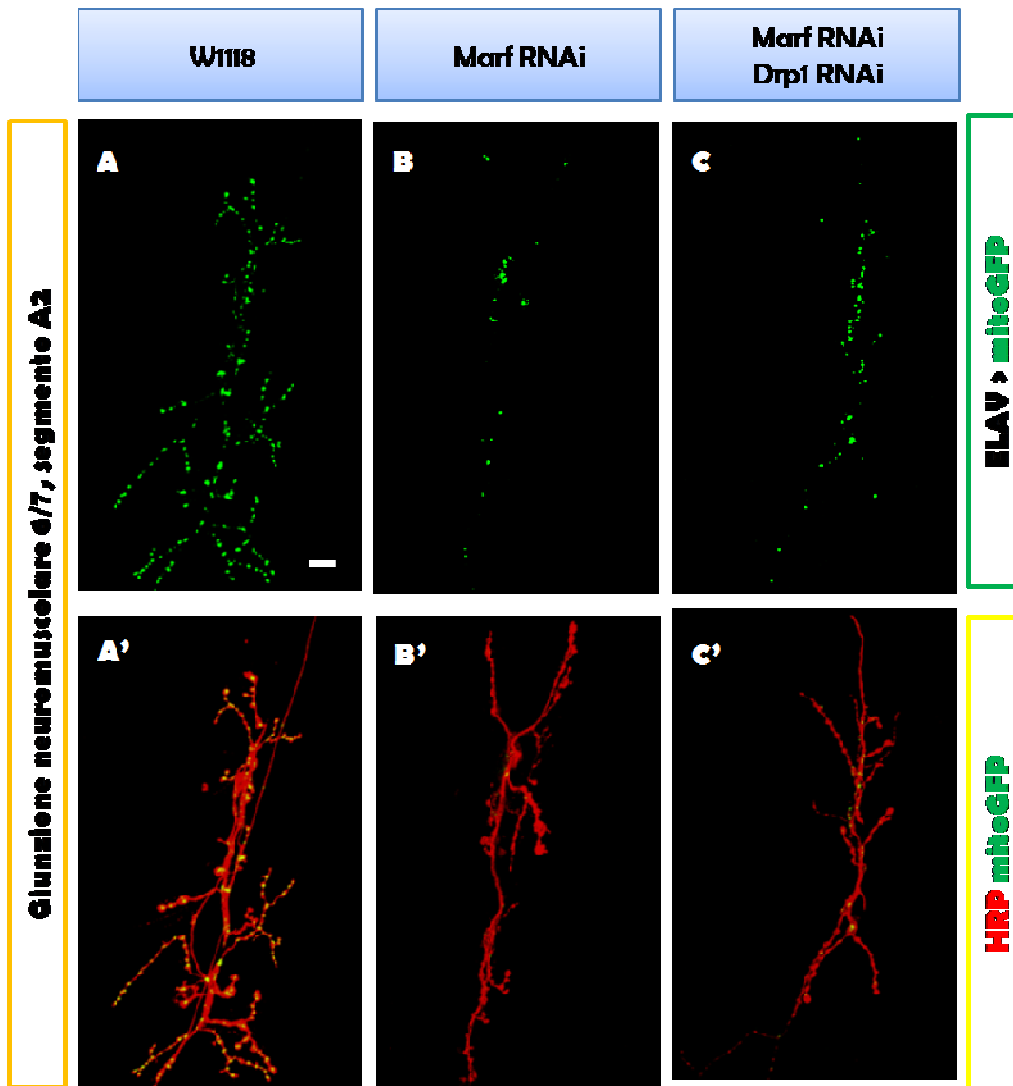 W1118
Marf RNAi
Marf RNAi
Drp1 RNAi
Giunzione neuromuscolare 6/7, segmento A2
A
B
C
ELAV > mitoGFP
A'
B'
C'
HRP mitoGFP